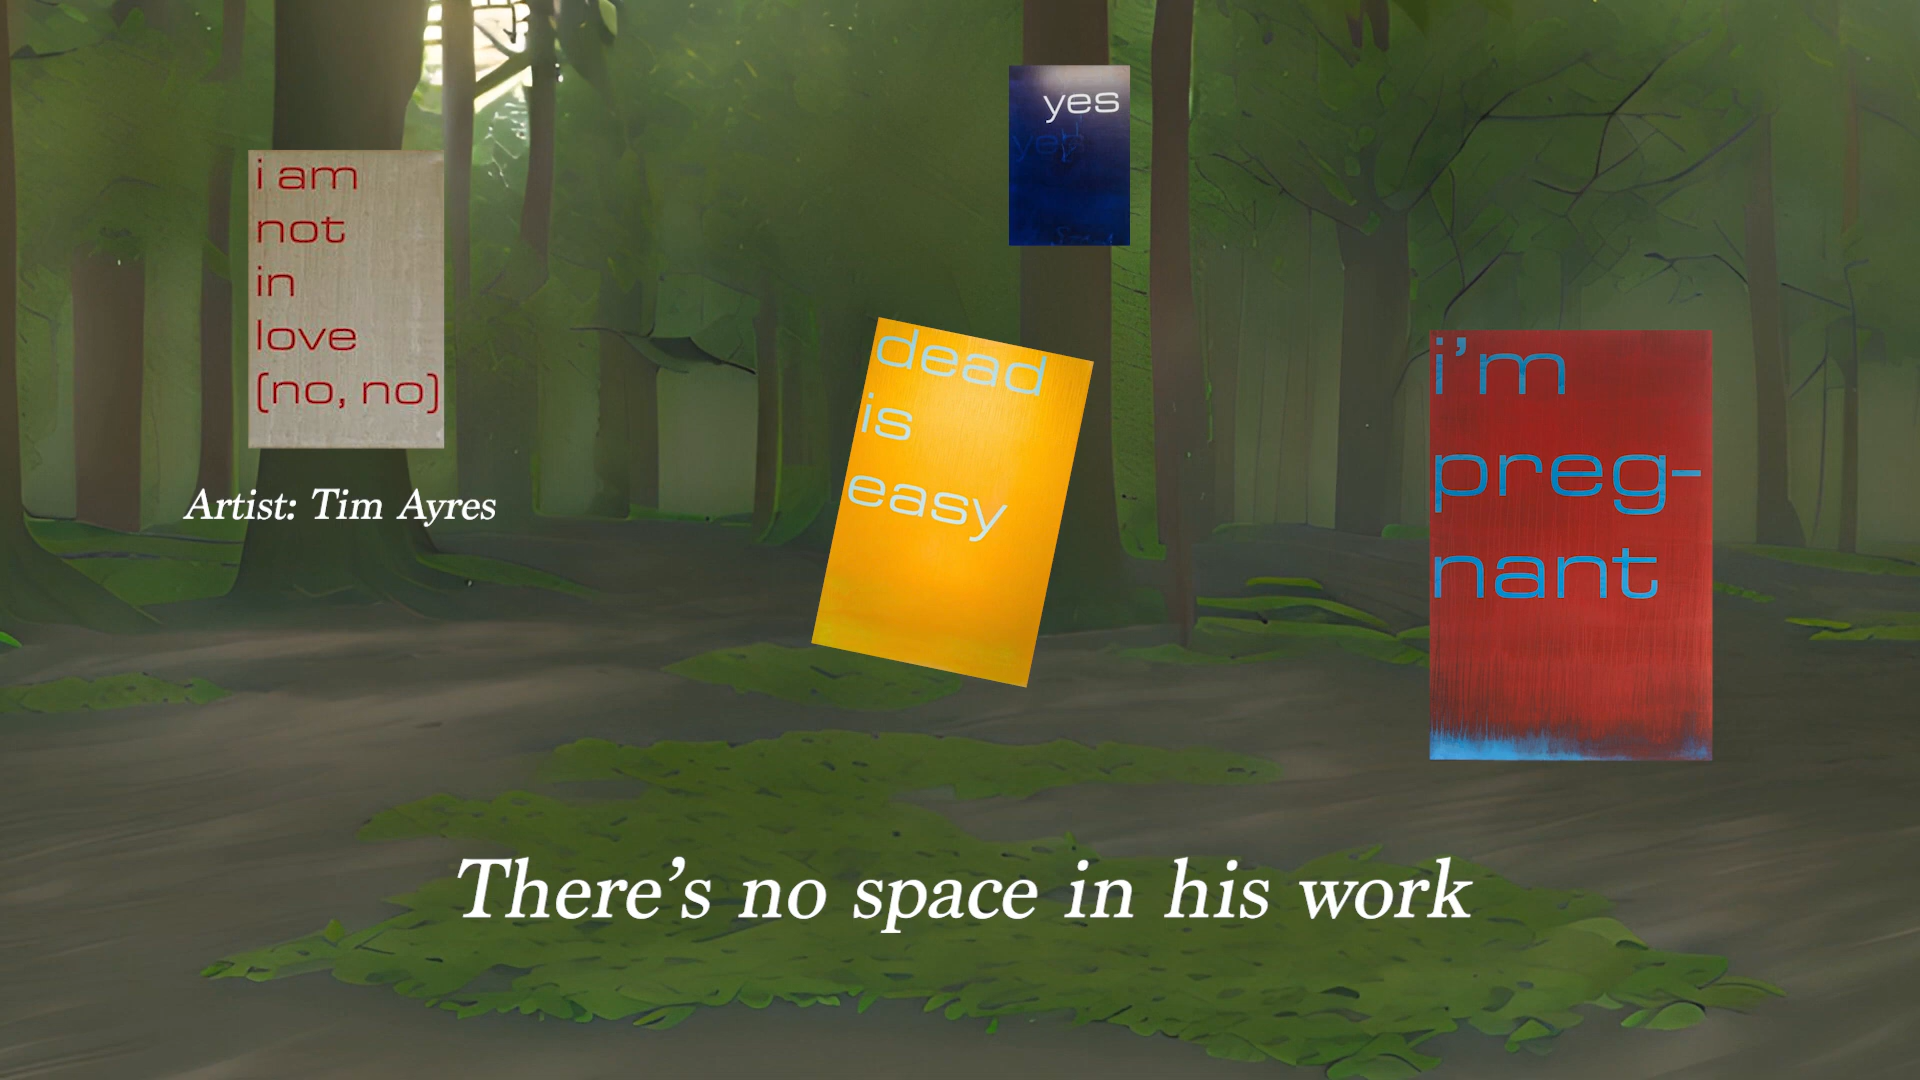 i am
not
in
love
(no, no)
Artist: Tim Ayres
yes
yep
dead
is
easy
i'm
preg-
nant
There's no space in his work